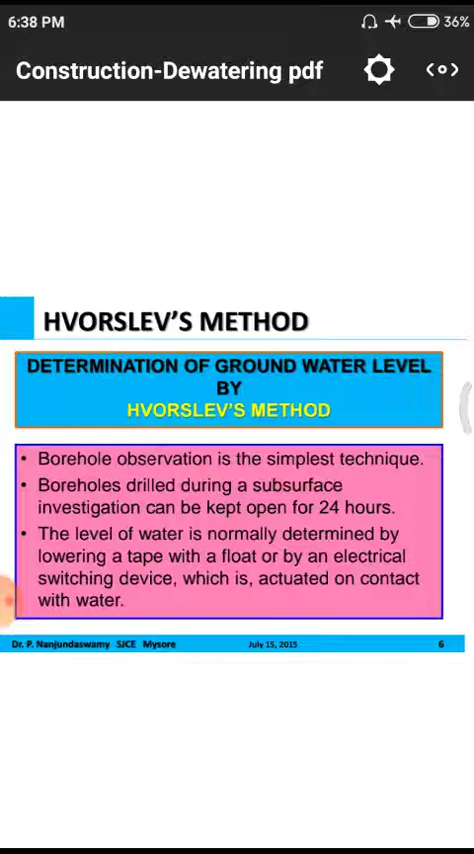 6:38 PM
36%
Construction-Dewatering pdf
HVORSLEV'S METHOD
DETERMINATION OF GROUND WATER LEVEL
BY
HVORSLEV'S METHOD
• Borehole observation is the simplest technique.
• Boreholes drilled during a subsurface
investigation can be kept open for 24 hours.
• The level of water is normally determined by
lowering a tape with a float or by an electrical
switching device, which is, actuated on contact
with water.
Dr. P. Nanjundaswamy SJCE Mysore July 15, 2015 6